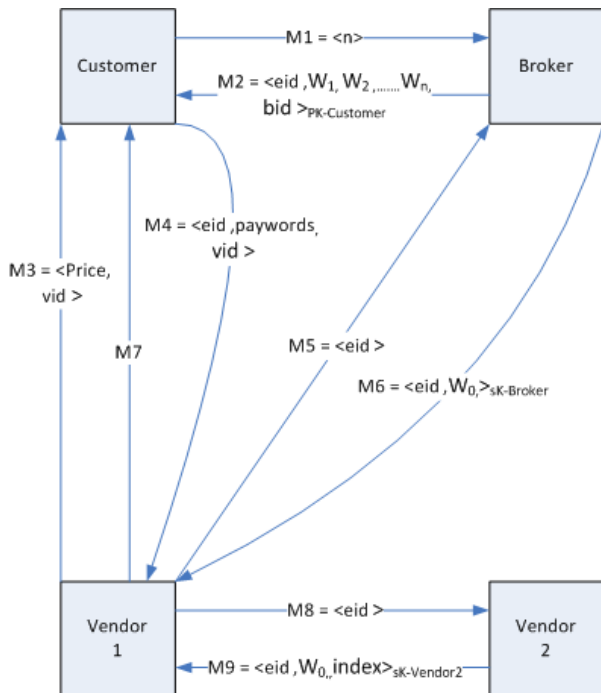 Customer
M1 = <n>
Broker
M2 = <eid ,W1, W2 ,.......Wn,
bid >PK-Customer
M4 = <eid ,paywords,
vid >
M3 = <Price,
vid >
M7
M5 = <eid >
M6 = <eid ,W0,>sK-Broker
Vendor
1
M8 = <eid >
Vendor
2
M9 = <eid, W0,,index>sK-Vendor2